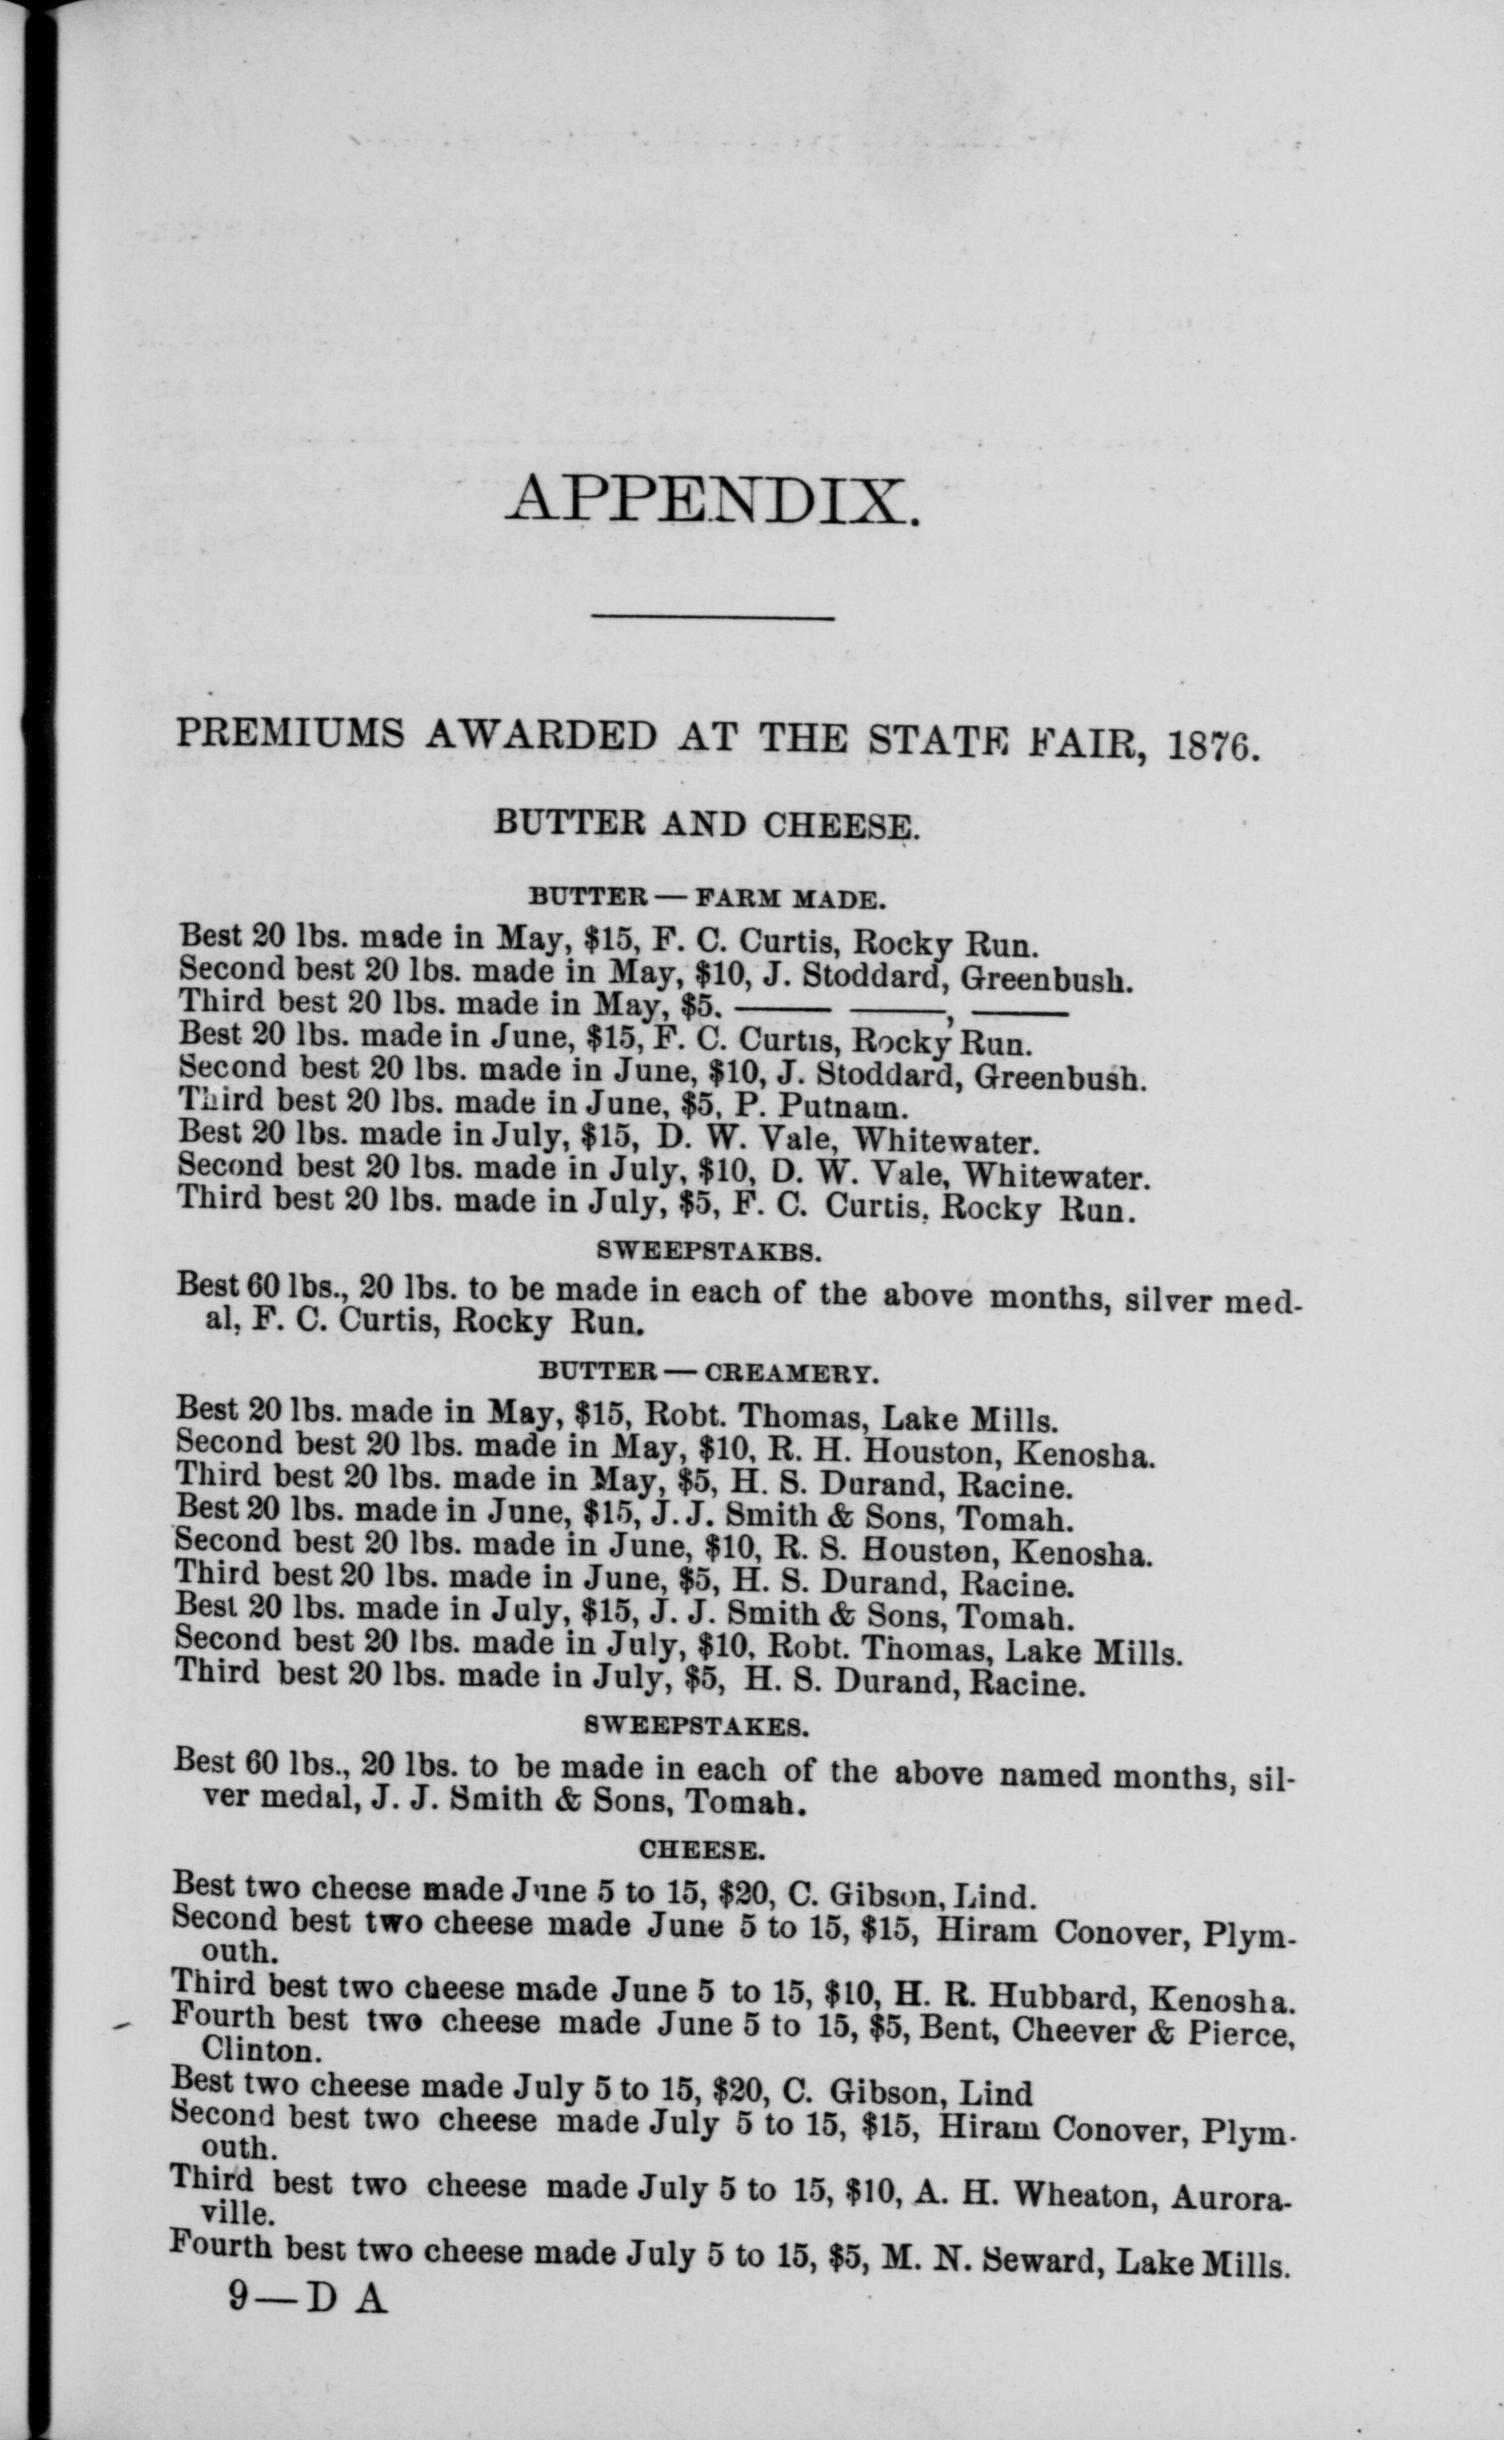 APPENDIX.
PREMIUMS AWARDED AT THE STATE FAIR, 1876.
BUTTER AND CHEESE.
BUTTER — FARM MADE.
Best 20 lbs. made in May, $15, F. C. Curtis, Rocky Run.
Second best 20 lbs. made in May, $10, J. Stoddard, Greenbush.
Third best 20 lbs. made in May, $5. —— ——, ——
Best 20 lbs. made in June, $15, F. C. Curtis, Rocky Run.
Second best 20 lbs. made in June, $10, J. Stoddard, Greenbush.
Third best 20 lbs. made in June, $5, P. Putnam.
Best 20 lbs. made in July, $15, D. W. Vale, Whitewater.
Second best 20 lbs. made in July, $10, D. W. Vale, Whitewater.
Third best 20 lbs. made in July, $5, F. C. Curtis, Rocky Run.
SWEEPSTAKBS.
Best 60 lbs., 20 lbs. to be made in each of the above months, silver med-
al, F. C. Curtis, Rocky Run.
BUTTER — CREAMERY.
Best 20 lbs. made in May, $15, Robt. Thomas, Lake Mills.
Second best 20 lbs. made in May, $10, R. H. Houston, Kenosha.
Third best 20 lbs. made in May, $5, H. S. Durand, Racine.
Best 20 lbs. made in June, $15, J. J. Smith & Sons, Tomah.
Second best 20 lbs. made in June, $10, R. S. Houston, Kenosha.
Third best 20 lbs. made in June, $5, H. S. Durand, Racine.
Best 20 lbs. made in July, $15, J. J. Smith & Sons, Tomah.
Second best 20 lbs. made in July, $10, Robt. Thomas, Lake Mills.
Third best 20 lbs. made in July, $5, H. S. Durand, Racine.
SWEEPSTAKES.
Best 60 lbs., 20 lbs. to be made in each of the above named months, sil-
ver medal, J. J. Smith & Sons, Tomah.
CHEESE.
Best two cheese made June 5 to 15, $20, C. Gibson, Lind.
Second best two cheese made June 5 to 15, $15, Hiram Conover, Plym-
outh.
Third best two cheese made June 5 to 15, $10, H. R. Hubbard, Kenosha.
Fourth best two cheese made June 5 to 15, $5, Bent, Cheever & Pierce,
Clinton.
Best two cheese made July 5 to 15, $20, C. Gibson, Lind
Second best two cheese made July 5 to 15, $15, Hiram Conover, Plym-
outh.
Third best two cheese made July 5 to 15, $10, A. H. Wheaton, Aurora-
ville.
Fourth best two cheese made July 5 to 15, $5, M. N. Seward, Lake Mills.
9—D A